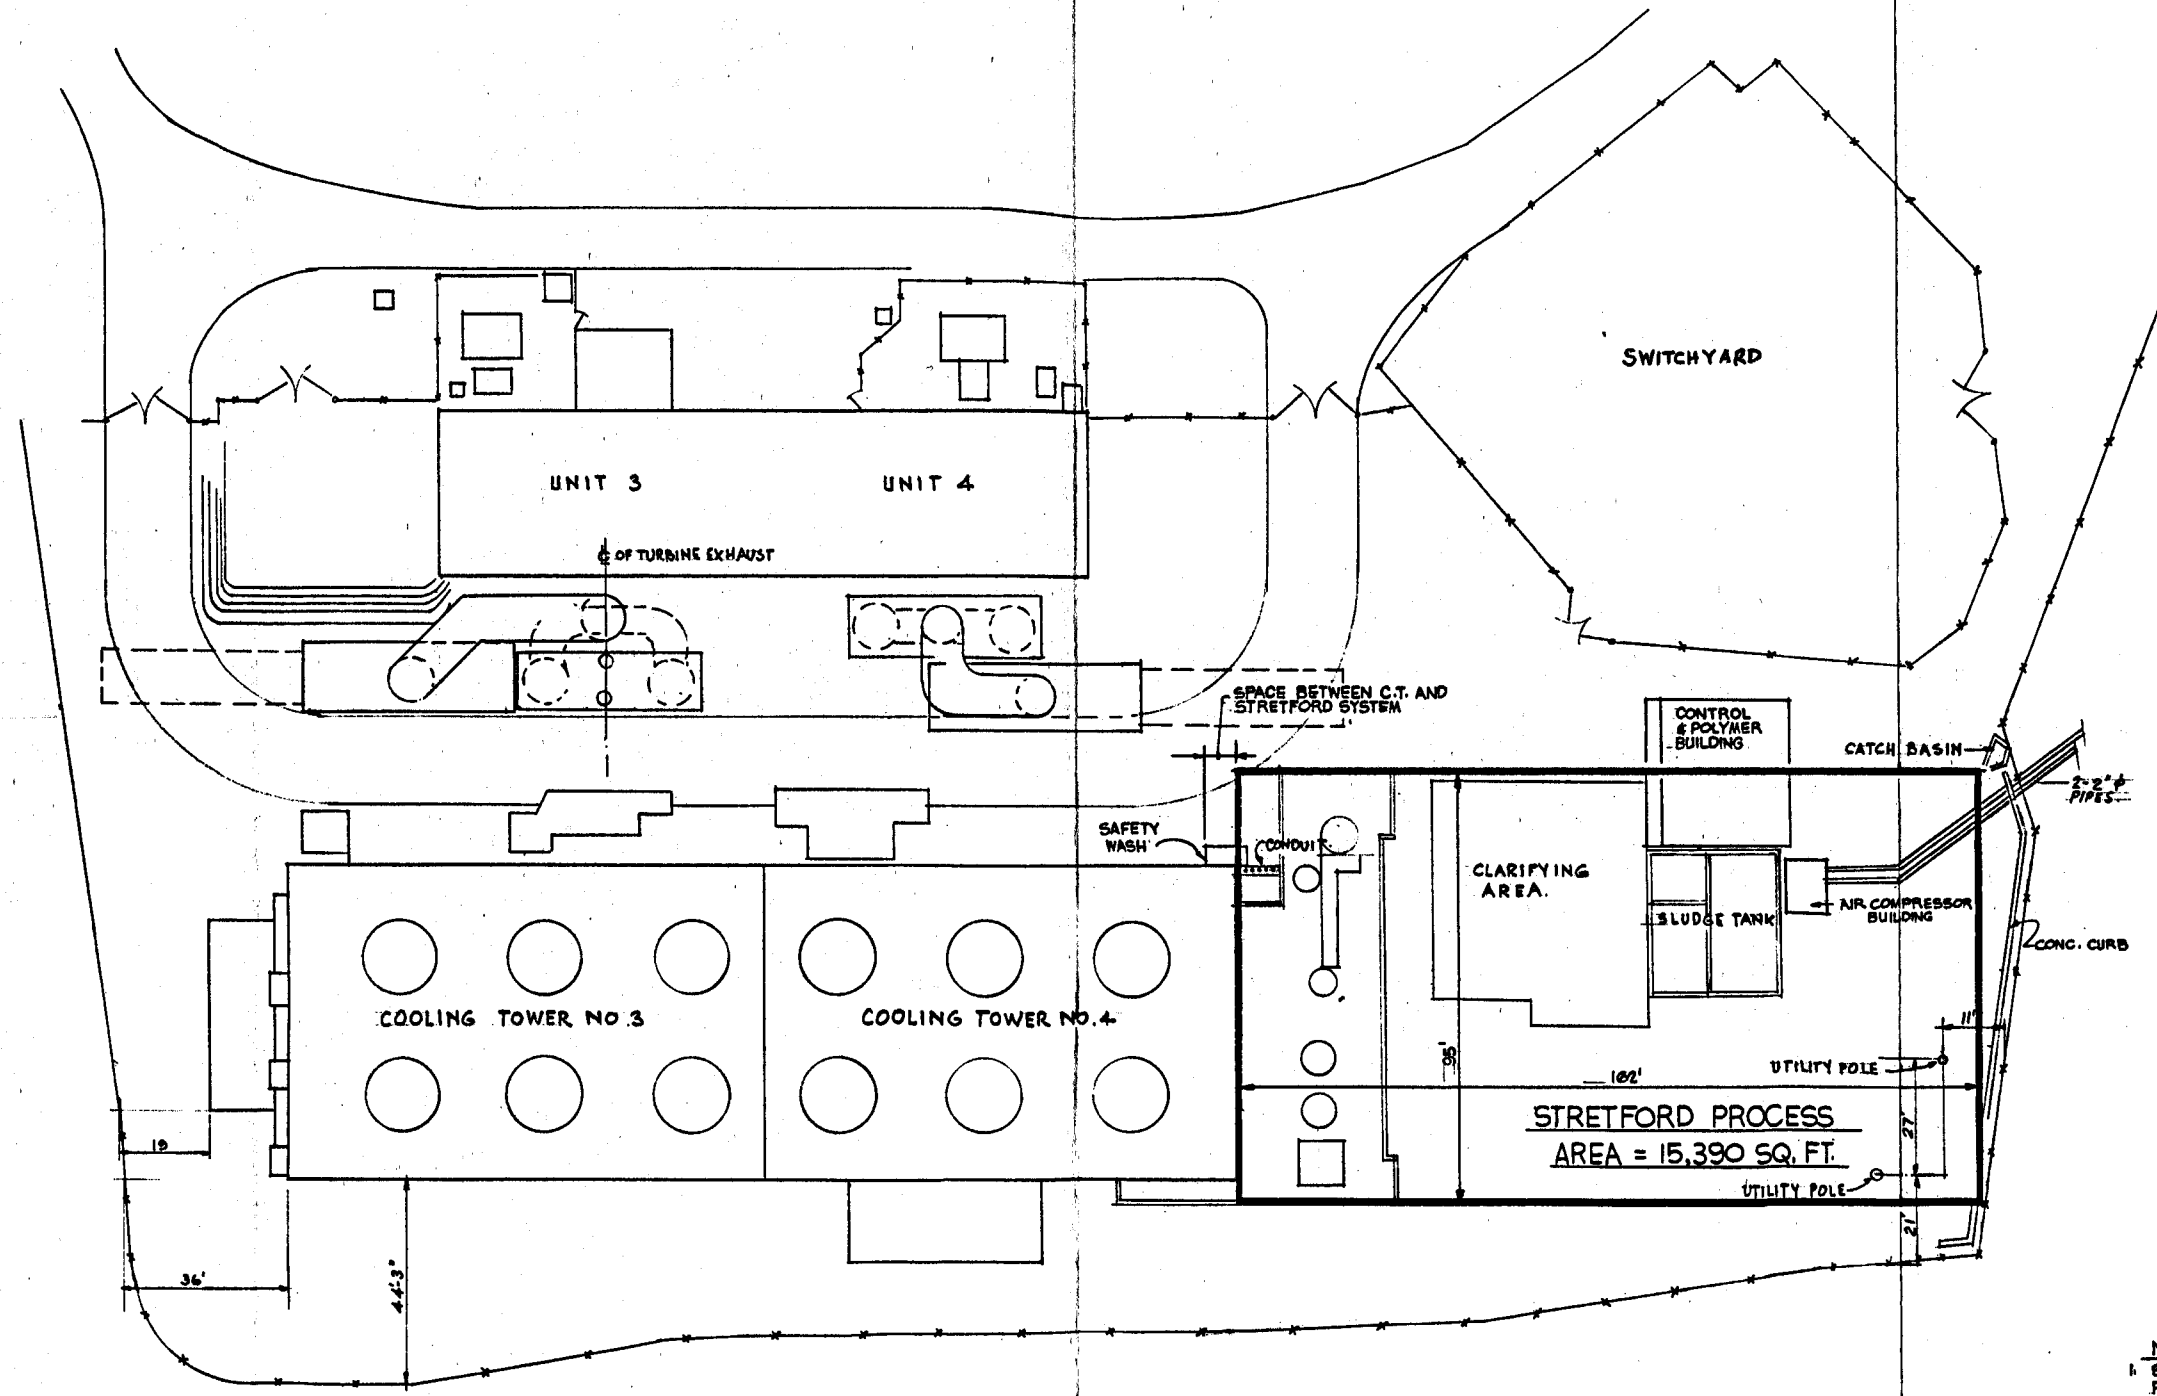 SWITCHYARD
UNIT 3
UNIT 4
℄ OF TURBINE EXHAUST
SPACE BETWEEN C.T. AND
STRETFORD SYSTEM
CONTROL
& POLYMER
BUILDING
CATCH BASIN
2-2"ϕ
PIPES
SAFETY
WASH
CONDUIT
CLARIFYING
AREA.
SLUDGE TANK
AIR COMPRESSOR
BUILDING
CONC. CURB
COOLING TOWER NO.3
COOLING TOWER NO.4
11'
95'
UTILITY POLE
162'
STRETFORD PROCESS
AREA = 15,390 SQ. FT.
27'
19
UTILITY POLE
21'
36'
44'-3"